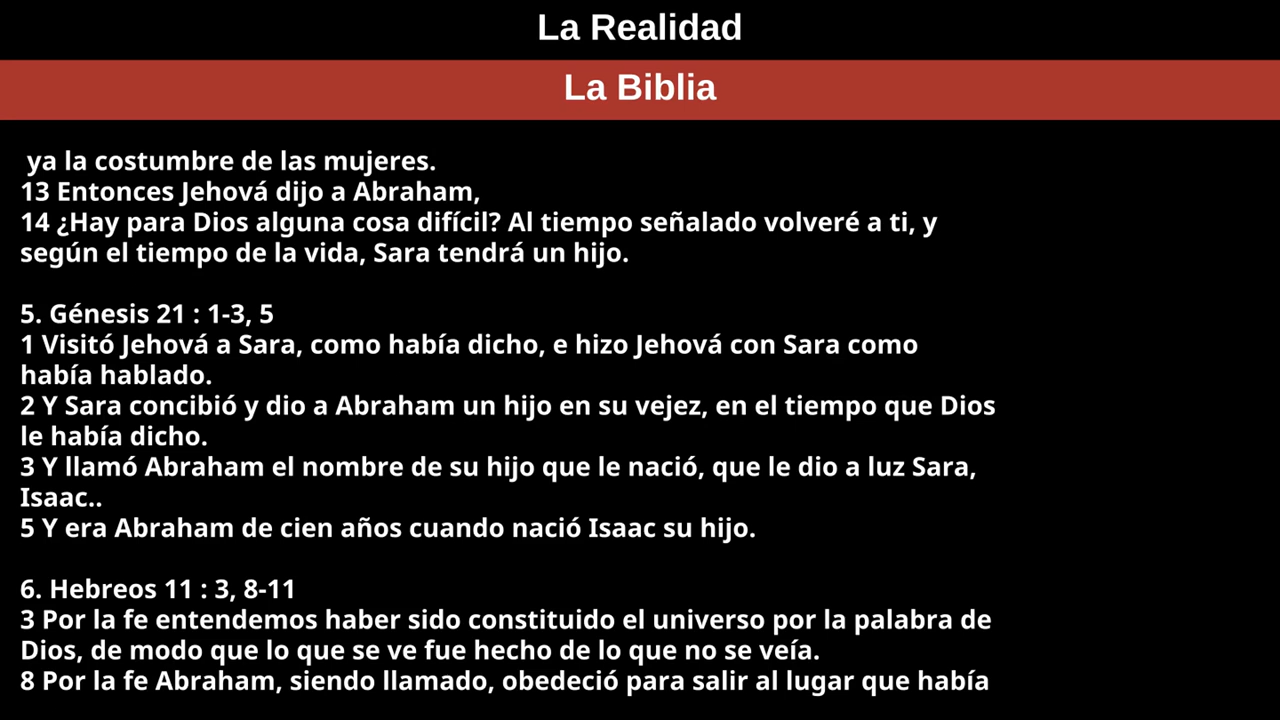 La Realidad
La Biblia
ya la costumbre de las mujeres.
13 Entonces Jehová dijo a Abraham,
14 ¿Hay para Dios alguna cosa difícil? Al tiempo señalado volveré a ti, y
según el tiempo de la vida, Sara tendrá un hijo.
5. Génesis 21 : 1-3, 5
1 Visitó Jehová a Sara, como había dicho, e hizo Jehová con Sara como
había hablado.
2 Y Sara concibió y dio a Abraham un hijo en su vejez, en el tiempo que Dios
le había dicho.
3 Y llamó Abraham el nombre de su hijo que le nació, que le dio a luz Sara,
Isaac..
5 Y era Abraham de cien años cuando nació Isaac su hijo.
6. Hebreos 11 : 3, 8-11
3 Por la fe entendemos haber sido constituido el universo por la palabra de
Dios, de modo que lo que se ve fue hecho de lo que no se veía.
8 Por la fe Abraham, siendo llamado, obedeció para salir al lugar que había